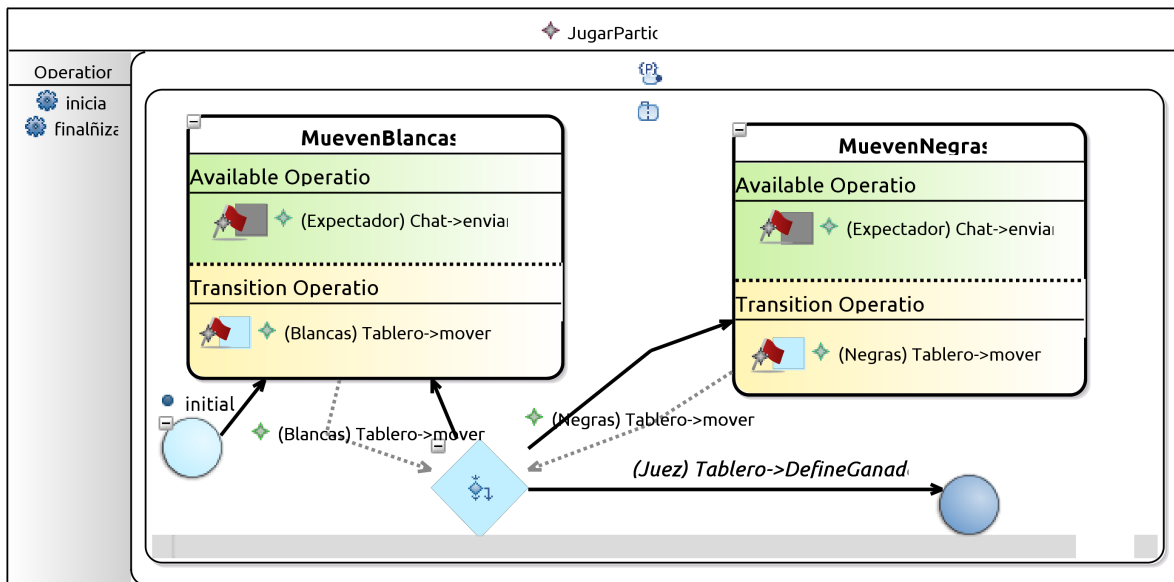 JugarPartic
Operatior
inicia
finalñiza
MuevenBlancas
Available Operatio
(Expectador) Chat->enviar
Transition Operatio
(Blancas) Tablero->mover
MuevenNegras
Available Operatio
(Expectador) Chat->enviar
Transition Operatio
(Negras) Tablero->mover
initial
(Blancas) Tablero->mover
(Negras) Tablero->mover
(Juez) Tablero->DefineGanad